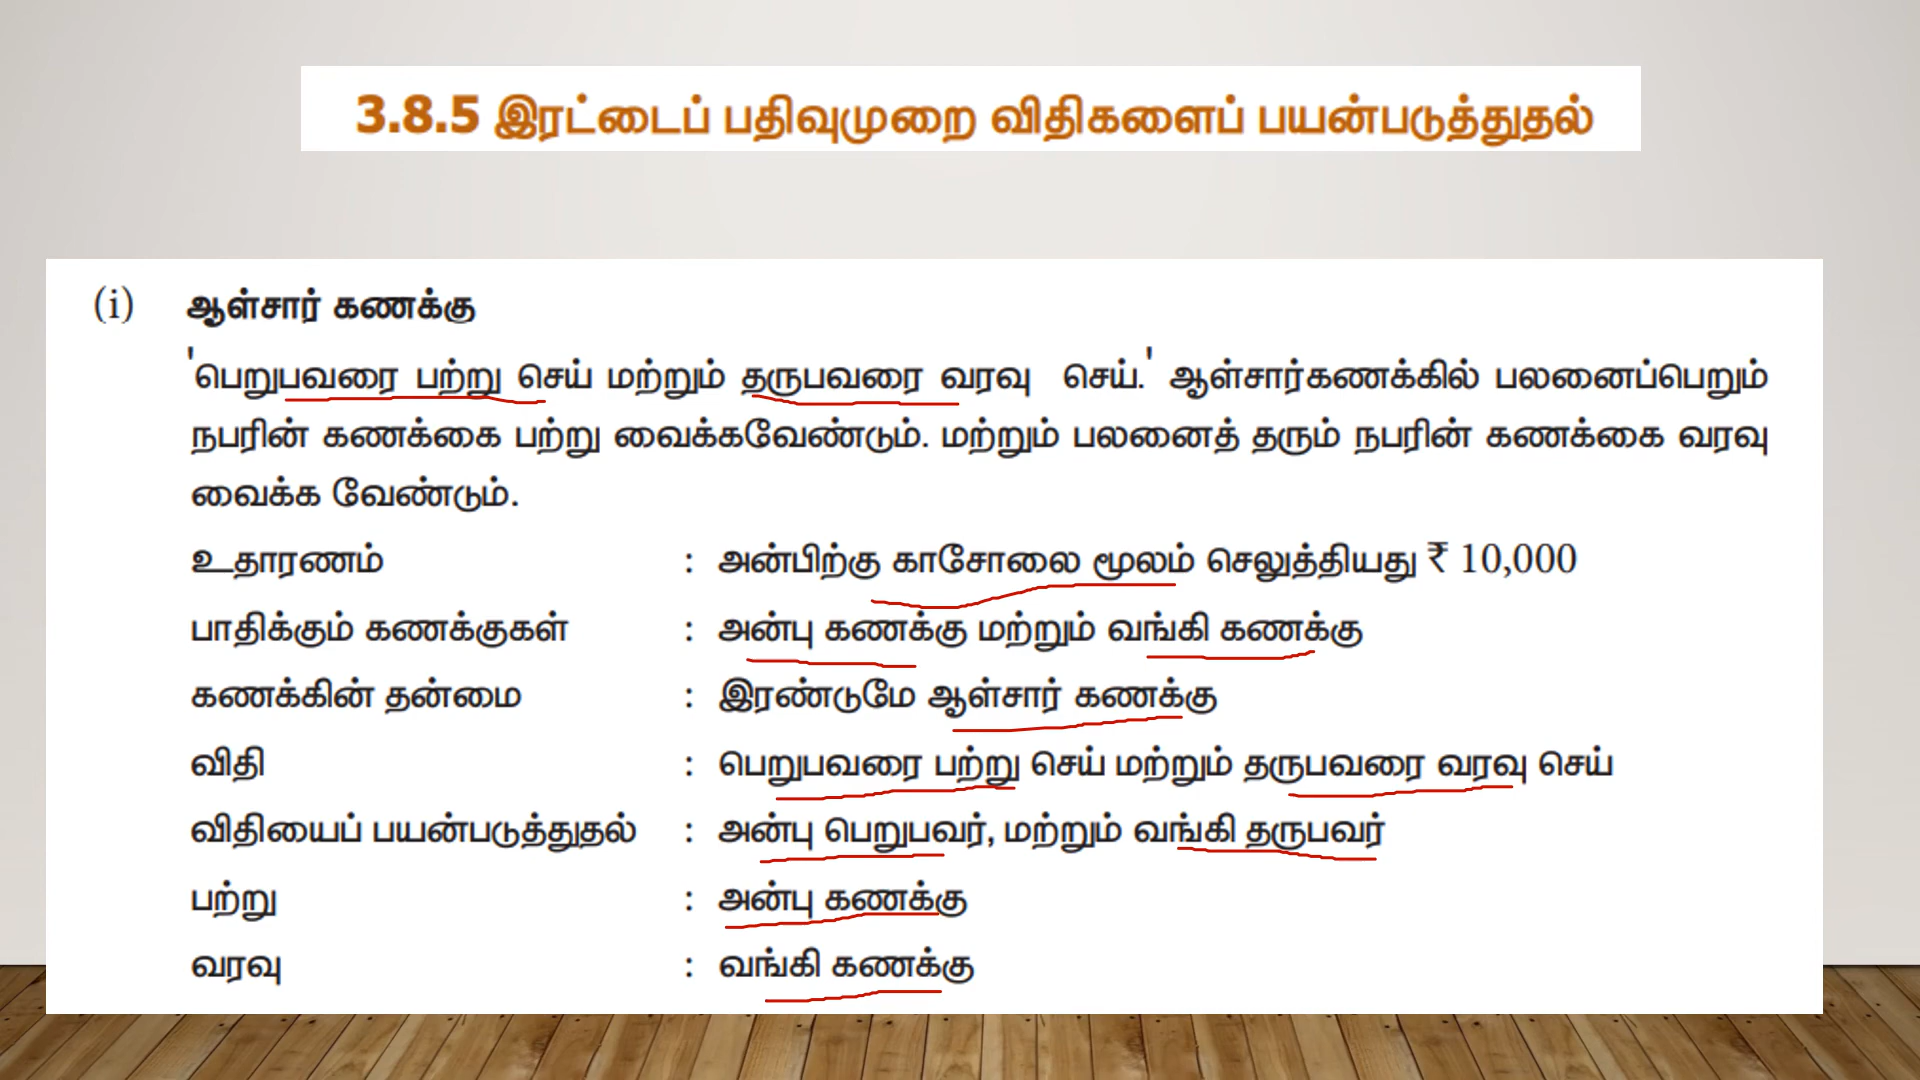 3.8.5 இரட்டைப் பதிவுமுறை விதிகளைப் பயன்படுத்துதல்
(i) ஆள்சார் கணக்கு
'பெறுபவரை பற்று செய் மற்றும் தருபவரை வரவு செய்.' ஆள்சார்கணக்கில் பலனைப்பெறும்
நபரின் கணக்கை பற்று வைக்கவேண்டும். மற்றும் பலனைத் தரும் நபரின் கணக்கை வரவு
வைக்க வேண்டும்.
உதாரணம் : அன்பிற்கு காசோலை மூலம் செலுத்தியது ₹ 10,000
பாதிக்கும் கணக்குகள் : அன்பு கணக்கு மற்றும் வங்கி கணக்கு
கணக்கின் தன்மை : இரண்டுமே ஆள்சார் கணக்கு
விதி : பெறுபவரை பற்று செய் மற்றும் தருபவரை வரவு செய்
விதியைப் பயன்படுத்துதல் : அன்பு பெறுபவர், மற்றும் வங்கி தருபவர்
பற்று : அன்பு கணக்கு
வரவு : வங்கி கணக்கு